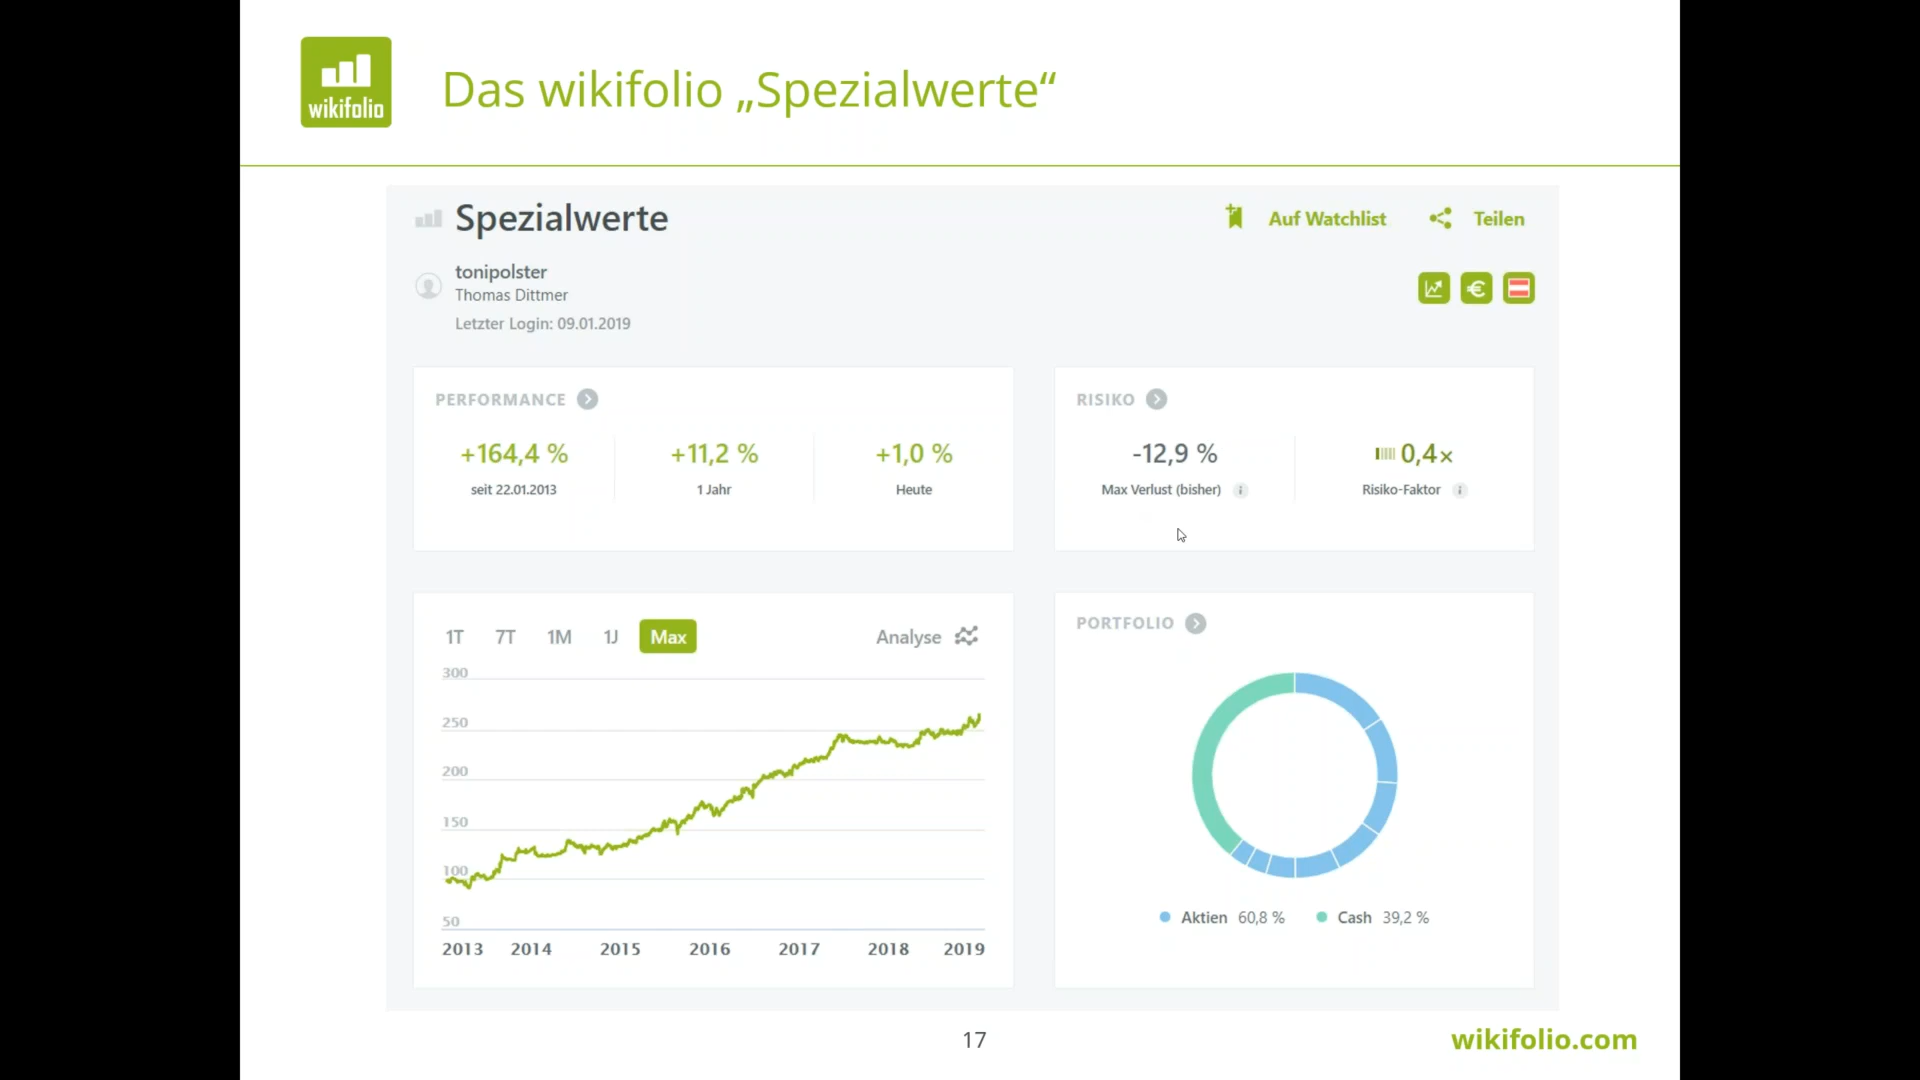 wikifolio
Das wikifolio „Spezialwerte“
Spezialwerte
Auf Watchlist
Teilen
tonipolster
Thomas Dittmer
Letzter Login: 09.01.2019
PERFORMANCE
+164,4 %
seit 22.01.2013
+11,2 %
1 Jahr
+1,0 %
Heute
RISIKO
-12,9 %
Max Verlust (bisher) i
0,4×
Risiko-Faktor i
1T 7T 1M 1J Max
Analyse
300
250
200
150
100
50
2013 2014 2015 2016 2017 2018 2019
PORTFOLIO
Aktien 60,8 % Cash 39,2 %
17
wikifolio.com